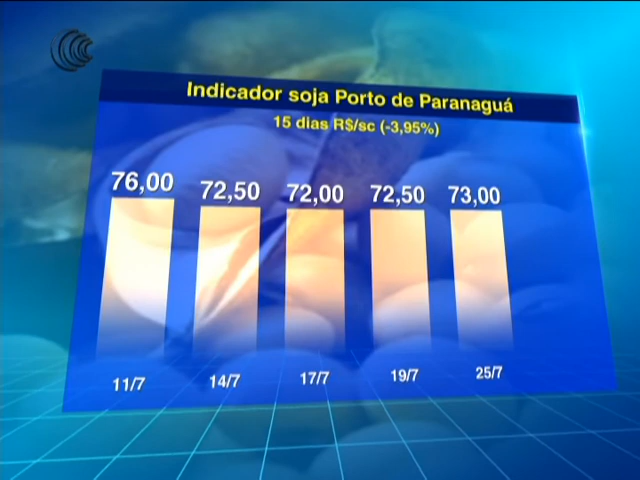 Indicador soja Porto de Paranaguá
15 dias R$/sc (-3,95%)
76,00 72,50 72,00 72,50 73,00
11/7 14/7 17/7 19/7 25/7